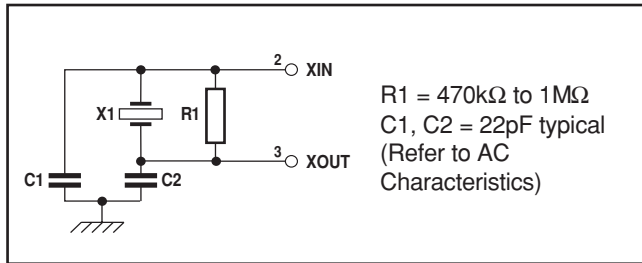 2 XIN
X1
R1
3 XOUT
C1
C2
R1 = 470kΩ to 1MΩ
C1, C2 = 22pF typical
(Refer to AC
Characteristics)